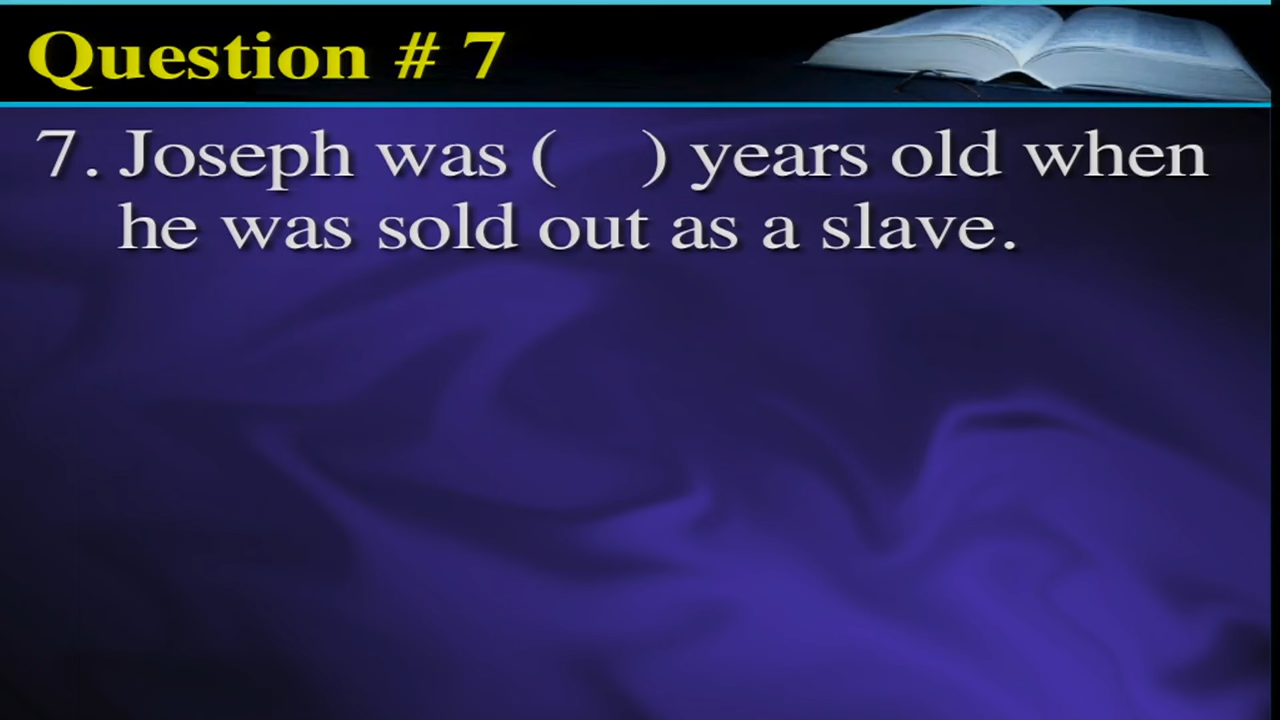 Question # 7
7. Joseph was (    ) years old when
he was sold out as a slave.